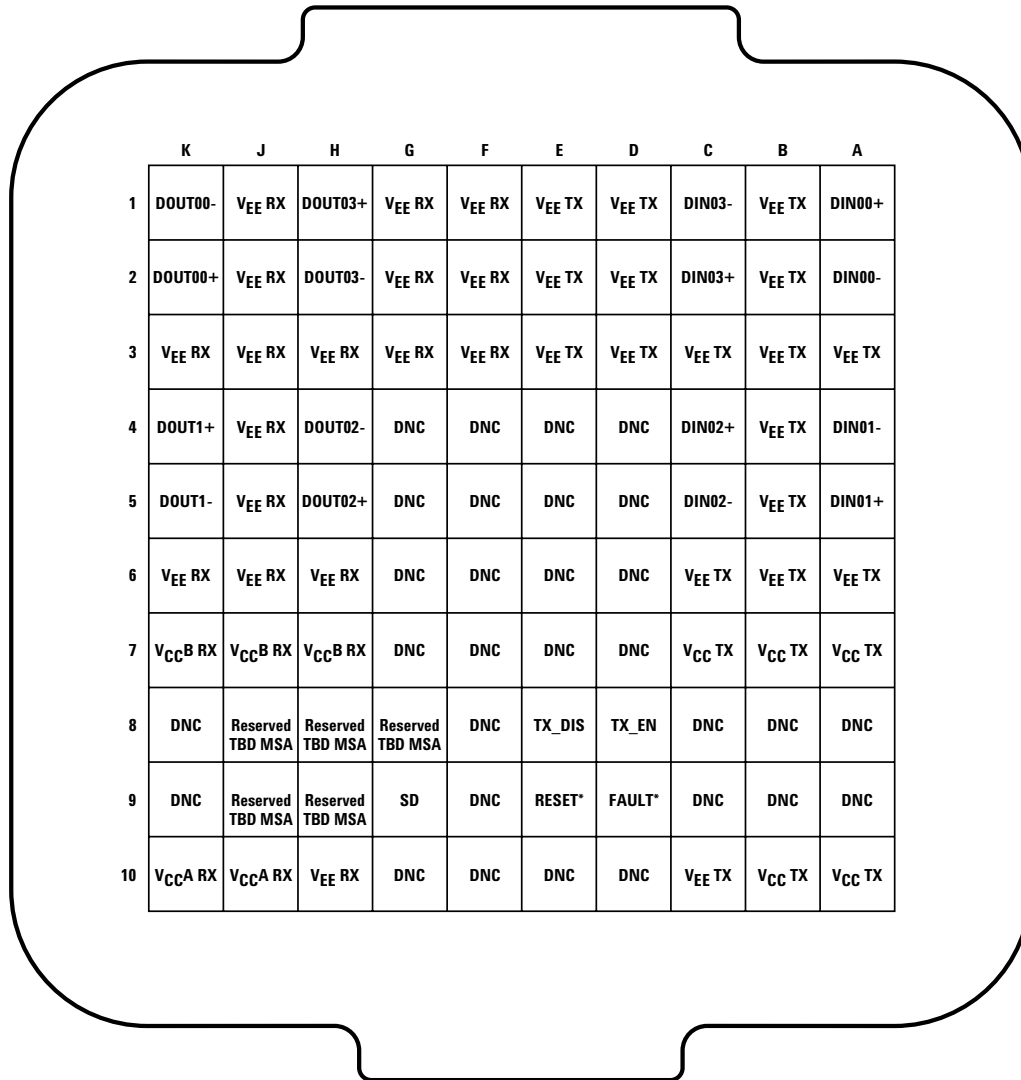 K J H G F E D C B A
1 DOUT00- VEE RX DOUT03+ VEE RX VEE RX VEE TX VEE TX DIN03- VEE TX DIN00+
2 DOUT00+ VEE RX DOUT03- VEE RX VEE RX VEE TX VEE TX DIN03+ VEE TX DIN00-
3 VEE RX VEE RX VEE RX VEE RX VEE RX VEE TX VEE TX VEE TX VEE TX VEE TX
4 DOUT1+ VEE RX DOUT02- DNC DNC DNC DNC DIN02+ VEE TX DIN01-
5 DOUT1- VEE RX DOUT02+ DNC DNC DNC DNC DIN02- VEE TX DIN01+
6 VEE RX VEE RX VEE RX DNC DNC DNC DNC VEE TX VEE TX VEE TX
7 VCCB RX VCCB RX VCCB RX DNC DNC DNC DNC VCC TX VCC TX VCC TX
8 DNC Reserved TBD MSA Reserved TBD MSA Reserved TBD MSA DNC TX_DIS TX_EN DNC DNC DNC
9 DNC Reserved TBD MSA Reserved TBD MSA SD DNC RESET* FAULT* DNC DNC DNC
10 VCCA RX VCCA RX VEE RX DNC DNC DNC DNC VEE TX VCC TX VCC TX